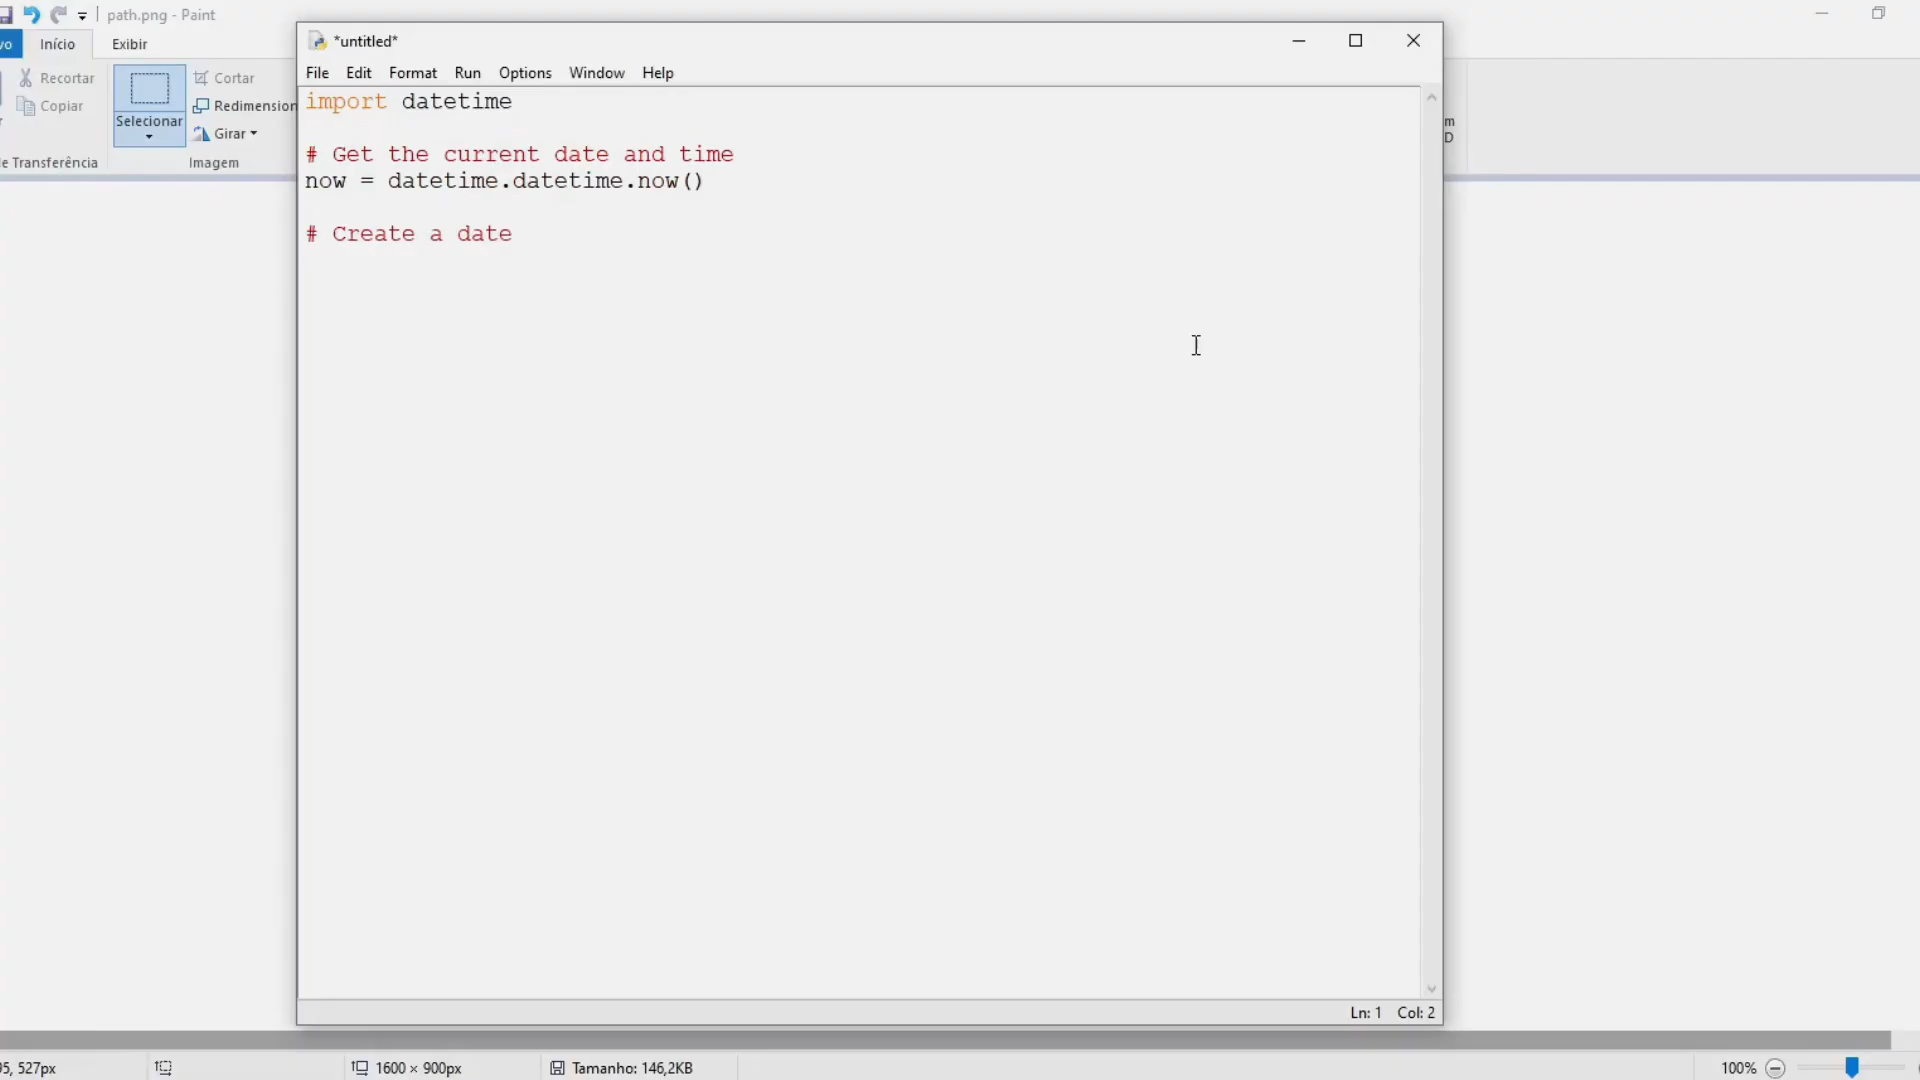 path.png - Paint
vo
Início
Exibir
Recortar
Cortar
Copiar
Redimension
Selecionar
Girar
e Transferência
Imagem
*untitled*
File Edit Format Run Options Window Help
import datetime
# Get the current date and time
now = datetime.datetime.now()
# Create a date
m
D
Ln: 1 Col: 2
95, 527px
1600 × 900px
Tamanho: 146,2KB
100%